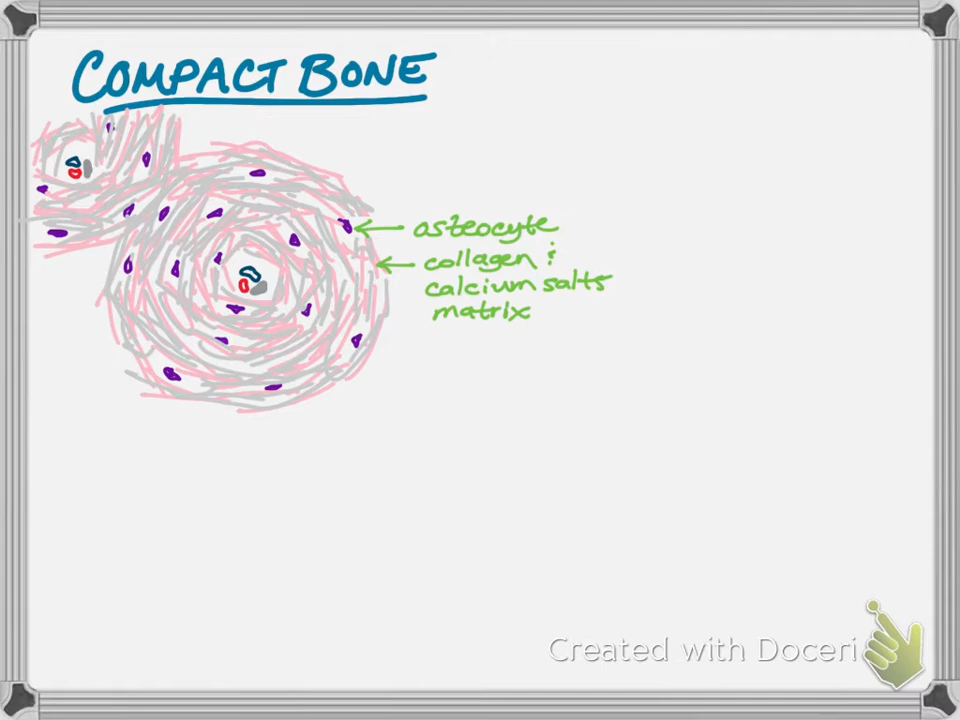 COMPACT BONE
osteocyte
collagen &
calcium salts
matrix
Created with Doceri